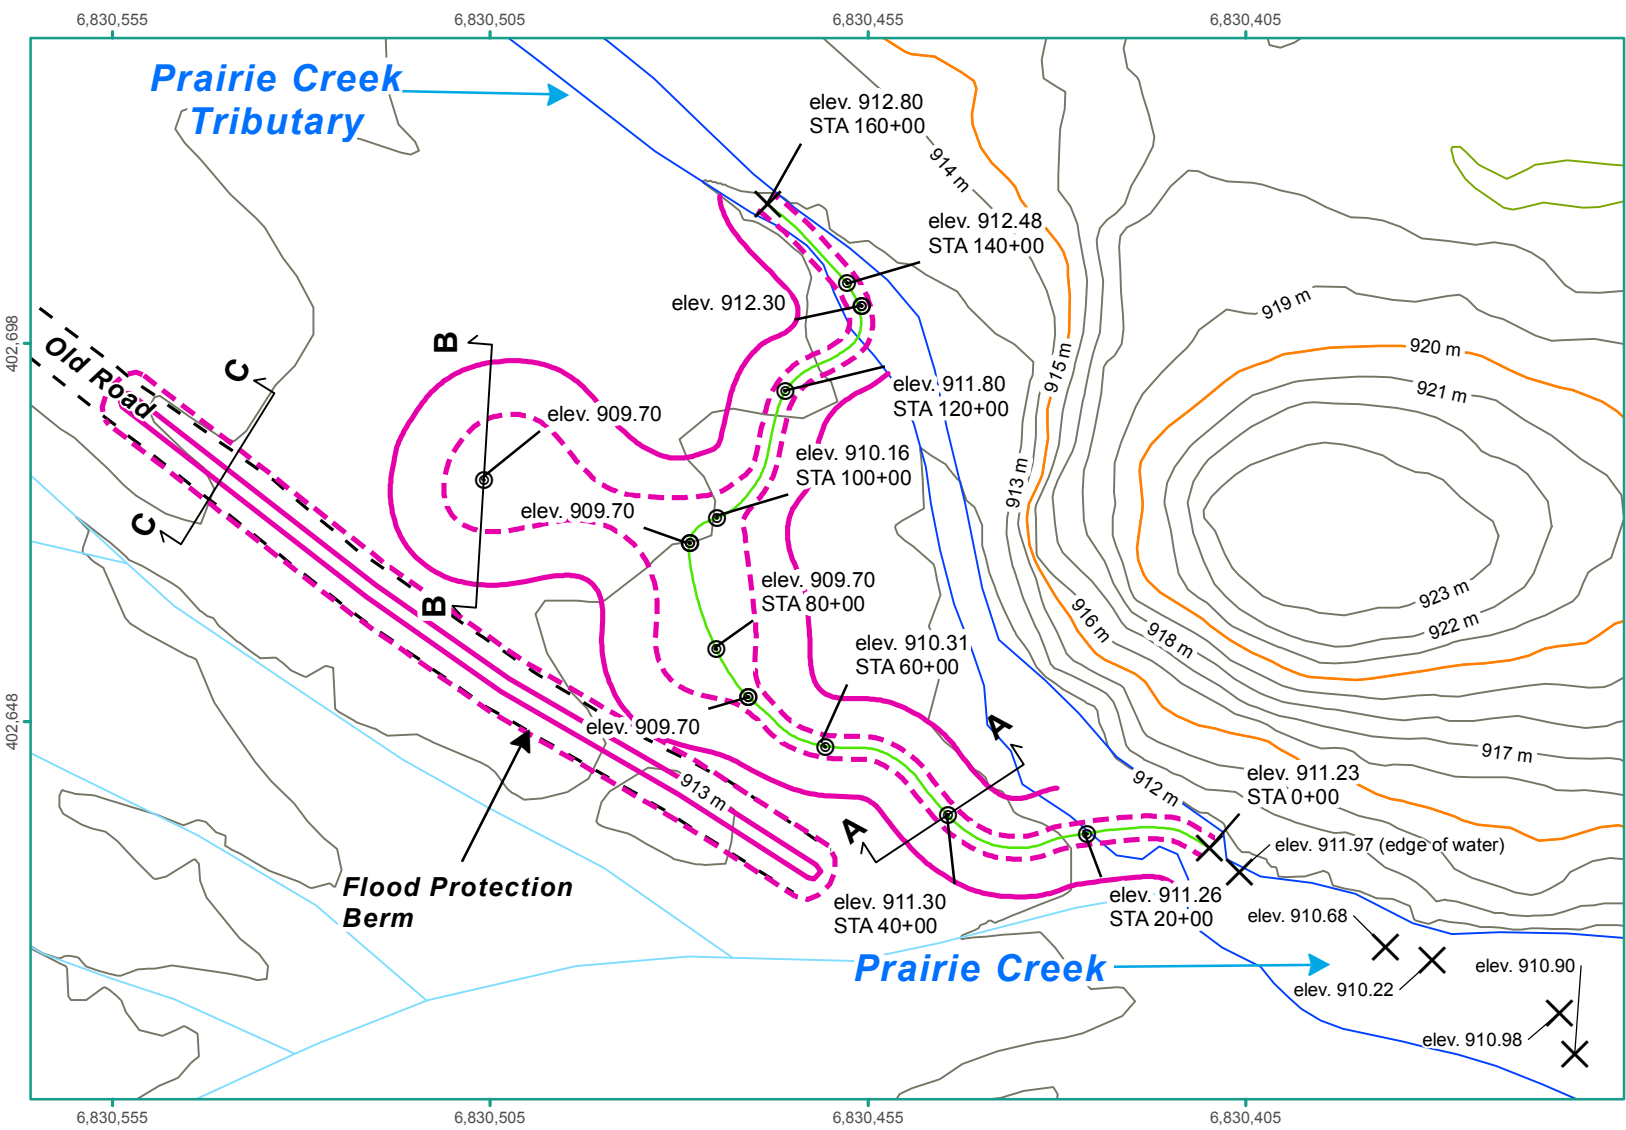 6,830,555
6,830,505
6,830,455
6,830,405
Prairie Creek
Tributary
elev. 912.80
STA 160+00
914 m
elev. 912.48
STA 140+00
elev. 912.30
919 m
402,698
B
C
Old Road
920 m
915 m
921 m
elev. 911.80
STA 120+00
elev. 909.70
elev. 910.16
STA 100+00
913 m
elev. 909.70
C
elev. 909.70
STA 80+00
B
923 m
922 m
916 m
918 m
elev. 910.31
STA 60+00
402,648
elev. 909.70
A
917 m
913 m
912 m
elev. 911.23
STA 0+00
A
elev. 911.97 (edge of water)
Flood Protection
Berm
elev. 911.30
STA 40+00
elev. 911.26
STA 20+00
elev. 910.68
Prairie Creek
elev. 910.90
elev. 910.22
elev. 910.98
6,830,555
6,830,505
6,830,455
6,830,405